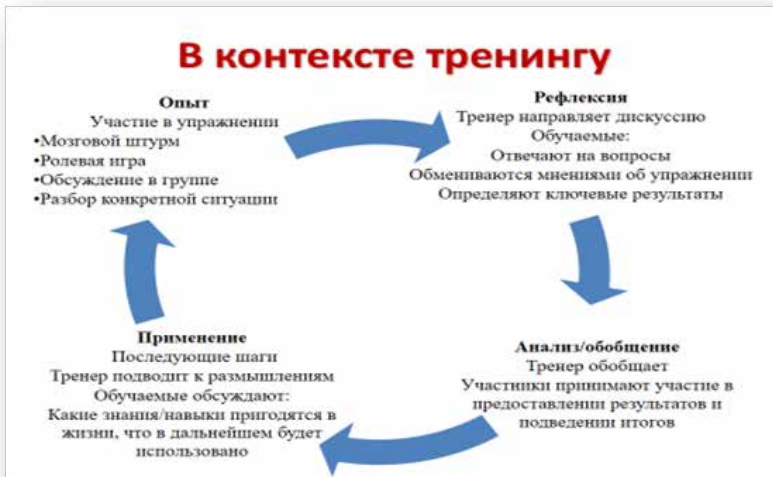 В контексте тренингу
Опыт
Участие в упражнении
•Мозговой штурм
•Ролевая игра
•Обсуждение в группе
•Разбор конкретной ситуации
Рефлексия
Тренер направляет дискуссию
Обучаемые:
Отвечают на вопросы
Обмениваются мнениями об упражнении
Определяют ключевые результаты
Анализ/обобщение
Тренер обобщает
Участники принимают участие в
предоставлении результатов и
подведении итогов
Применение
Последующие шаги
Тренер подводит к размышлениям
Обучаемые обсуждают:
Какие знания/навыки пригодятся в
жизни, что в дальнейшем будет
использовано